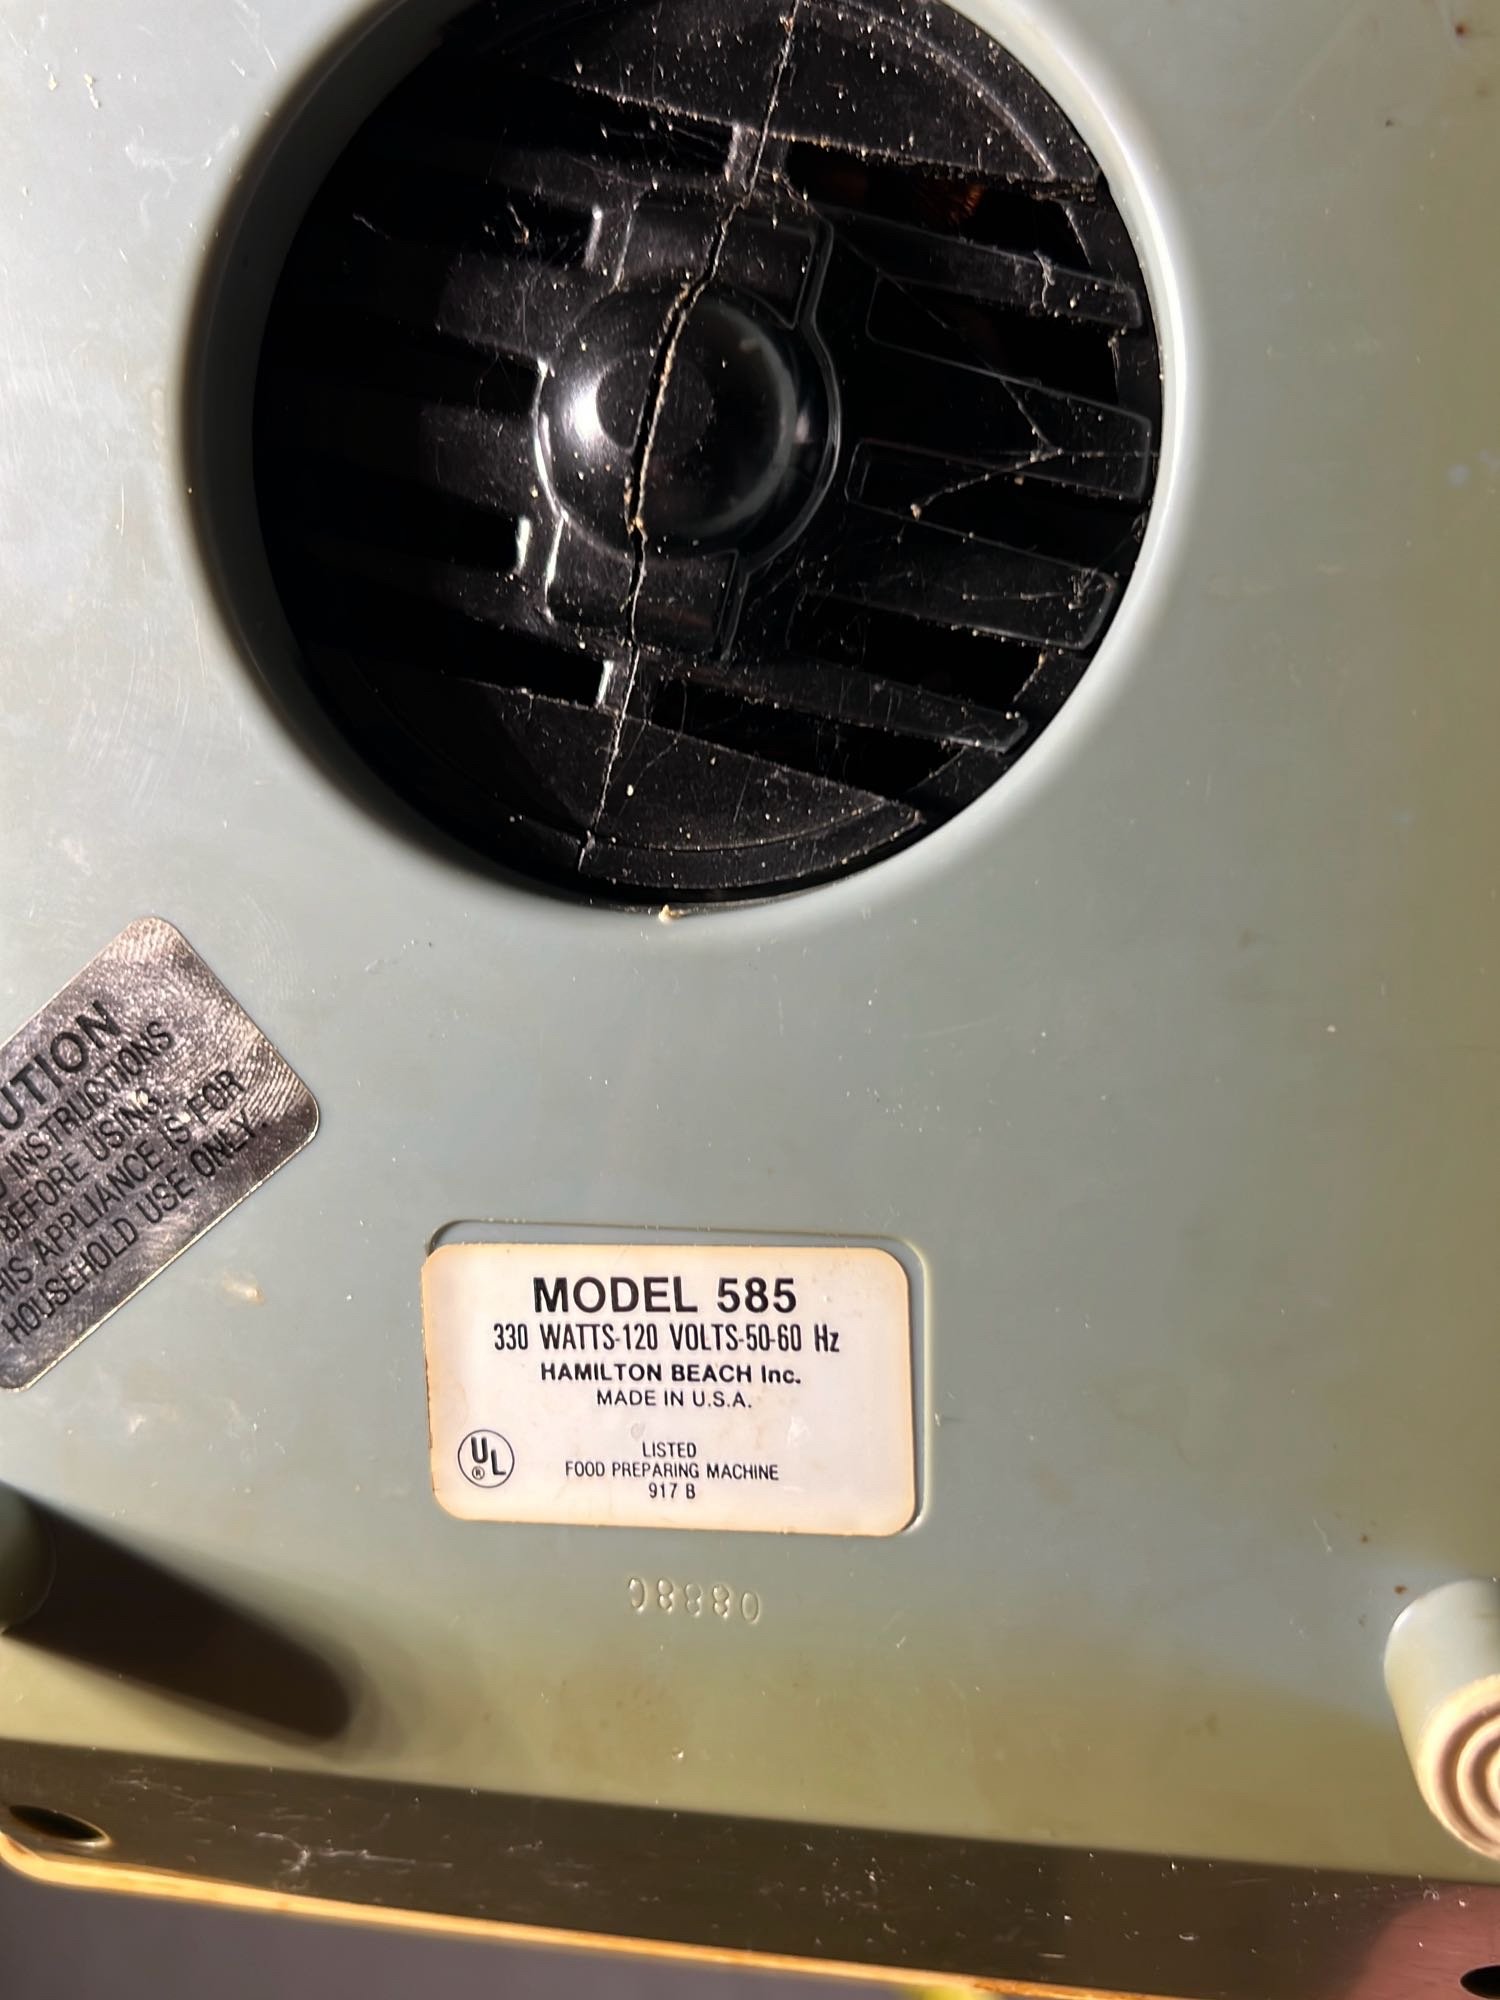 UTION
INSTRUCTIONS
BEFORE USING.
HIS APPLIANCE IS FOR
HOUSEHOLD USE ONLY.
MODEL 585
330 WATTS-120 VOLTS-50-60 Hz
HAMILTON BEACH Inc.
MADE IN U.S.A.
UL
®
LISTED
FOOD PREPARING MACHINE
917 B